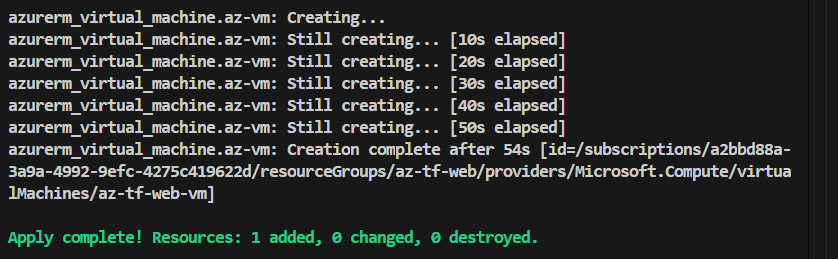 azurerm_virtual_machine.az-vm: Creating...
azurerm_virtual_machine.az-vm: Still creating... [10s elapsed]
azurerm_virtual_machine.az-vm: Still creating... [20s elapsed]
azurerm_virtual_machine.az-vm: Still creating... [30s elapsed]
azurerm_virtual_machine.az-vm: Still creating... [40s elapsed]
azurerm_virtual_machine.az-vm: Still creating... [50s elapsed]
azurerm_virtual_machine.az-vm: Creation complete after 54s [id=/subscriptions/a2bbd88a-
3a9a-4992-9efc-4275c419622d/resourceGroups/az-tf-web/providers/Microsoft.Compute/virtua
lMachines/az-tf-web-vm]
Apply complete! Resources: 1 added, 0 changed, 0 destroyed.